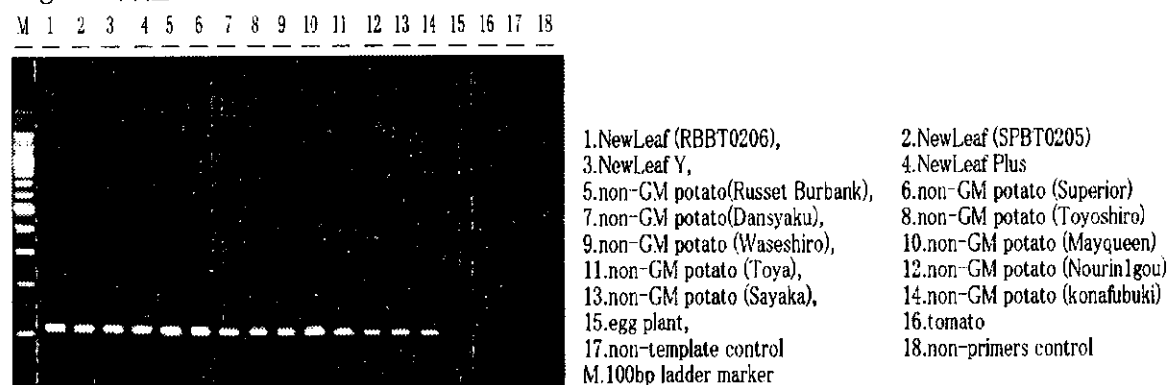 M 1 2 3 4 5 6 7 8 9 10 11 12 13 14 15 16 17 18
1.NewLeaf (RBBT0206), 2.NewLeaf (SPBT0205)
3.NewLeaf Y, 4.NewLeaf Plus
5.non-GM potato(Russet Burbank), 6.non-GM potato (Superior)
7.non-GM potato(Dansyaku), 8.non-GM potato (Toyoshiro)
9.non-GM potato (Waseshiro), 10.non-GM potato (Mayqueen)
11.non-GM potato (Toya), 12.non-GM potato (Nourin1gou)
13.non-GM potato (Sayaka), 14.non-GM potato (konafubuki)
15.egg plant, 16.tomato
17.non-template control 18.non-primers control
M.100bp ladder marker